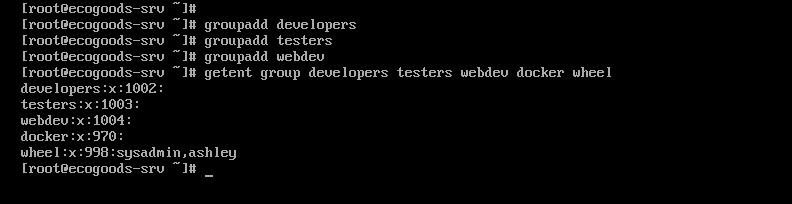 [root@ecogoods-srv ~]#
[root@ecogoods-srv ~]# groupadd developers
[root@ecogoods-srv ~]# groupadd testers
[root@ecogoods-srv ~]# groupadd webdev
[root@ecogoods-srv ~]# getent group developers testers webdev docker wheel
developers:x:1002:
testers:x:1003:
webdev:x:1004:
docker:x:970:
wheel:x:998:sysadmin,ashley
[root@ecogoods-srv ~]# _